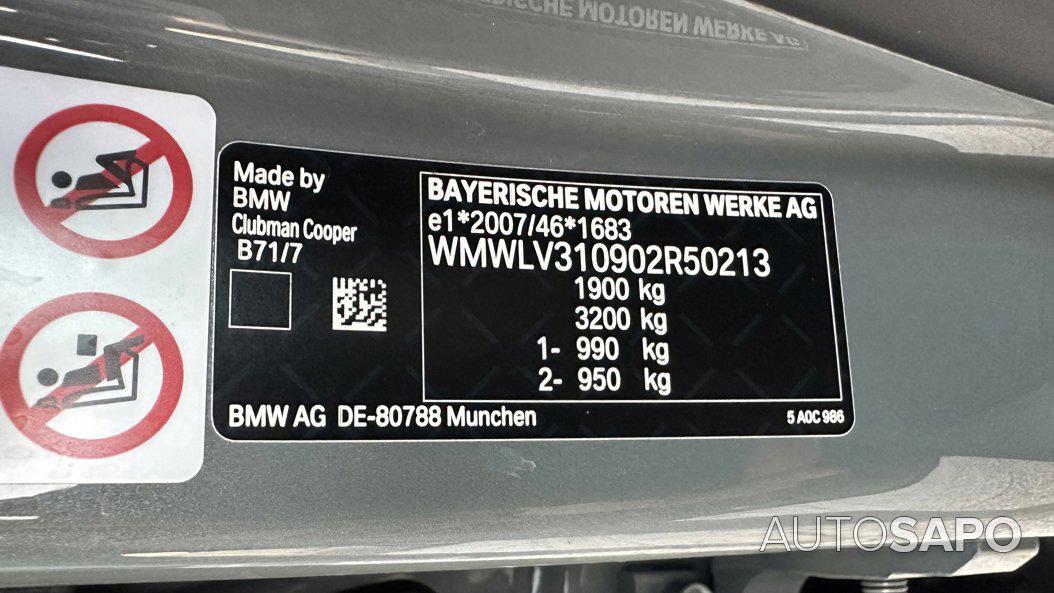 BAYERISCHE MOTOREN WERKE AG
Made by
BMW
Clubman Cooper
B71/7
BAYERISCHE MOTOREN WERKE AG
e1*2007/46*1683
WMWLV310902R50213
1900 kg
3200 kg
1- 990 kg
2- 950 kg
BMW AG DE-80788 Munchen
5 A0C 986
AUTOSAPO